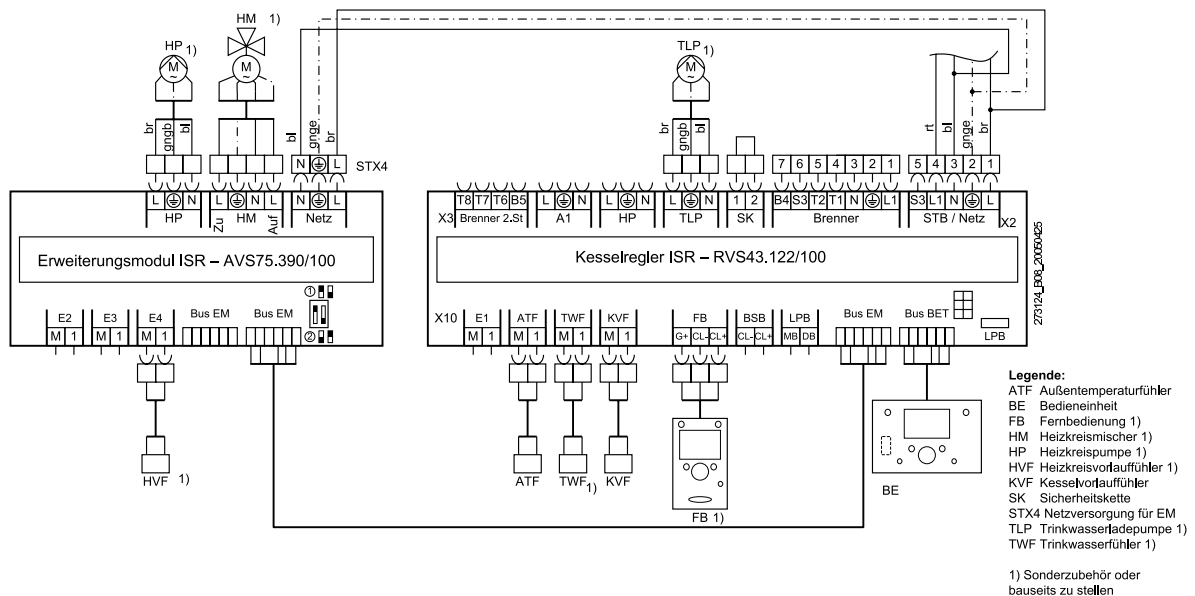 HM 1)
HP 1)
M
~
M
~
TLP 1)
M
~
br gngb bl
bl gnge br
br gngb bl
rt bl gnge br
N L STX4
1 2
7 6 5 4 3 2 1
5 4 3 2 1
L N L N L N L
HP Zu HM Auf Netz
X3 T8 T7 T6 B5 L N L N L N 1 2 B4 S3 T2 T1 N L1 S3 L1 N L
Brenner 2.St A1 HP TLP SK Brenner STB / Netz X2
Erweiterungsmodul ISR – AVS75.390/100
Kesselregler ISR – RVS43.122/100
273124_B08_20050425
1
2
E2 E3 E4 Bus EM Bus EM
M 1 M 1 M 1
X10 E1 ATF TWF KVF FB BSB LPB Bus EM Bus BET
M 1 M 1 M 1 M 1 G+ CL- CL+ CL- CL+ MB DB
LPB
HVF 1)
ATF TWF 1) KVF
FB 1)
BE
Legende:
ATF Außentemperaturfühler
BE Bedieneinheit
FB Fernbedienung 1)
HM Heizkreismischer 1)
HP Heizkreispumpe 1)
HVF Heizkreisvorlauffühler 1)
KVF Kesselvorlauffühler
SK Sicherheitskette
STX4 Netzversorgung für EM
TLP Trinkwasserladepumpe 1)
TWF Trinkwasserfühler 1)
1) Sonderzubehör oder
bauseits zu stellen